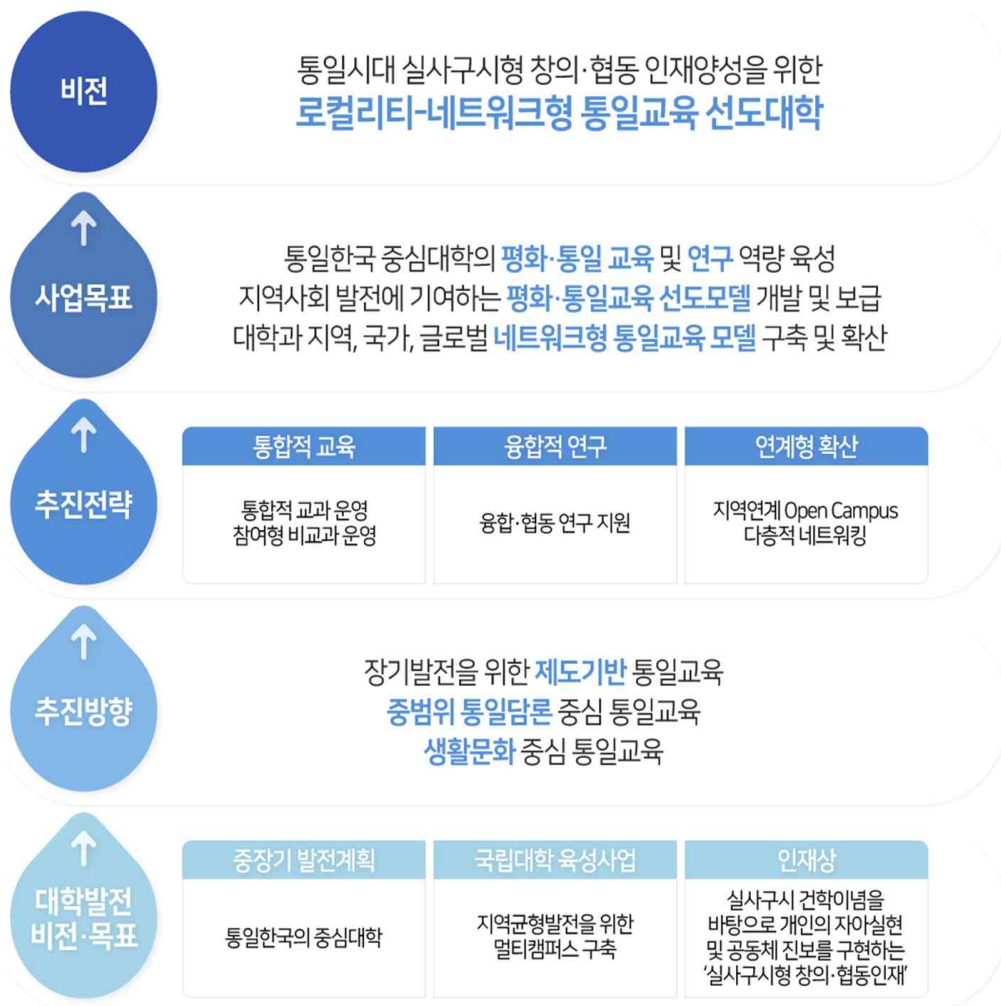 비전
통일시대 실사구시형 창의·협동 인재양성을 위한
로컬리티-네트워크형 통일교육 선도대학
사업목표
통일한국 중심대학의 평화·통일 교육 및 연구 역량 육성
지역사회 발전에 기여하는 평화·통일교육 선도모델 개발 및 보급
대학과 지역, 국가, 글로벌 네트워크형 통일교육 모델 구축 및 확산
추진전략
통합적 교육
통합적 교과 운영
참여형 비교과 운영
융합적 연구
융합·협동 연구 지원
연계형 확산
지역연계 Open Campus
다층적 네트워킹
추진방향
장기발전을 위한 제도기반 통일교육
중범위 통일담론 중심 통일교육
생활문화 중심 통일교육
대학발전
비전·목표
중장기 발전계획
통일한국의 중심대학
국립대학 육성사업
지역균형발전을 위한
멀티캠퍼스 구축
인재상
실사구시 건학이념을
바탕으로 개인의 자아실현
및 공동체 진보를 구현하는
‘실사구시형 창의·협동인재’